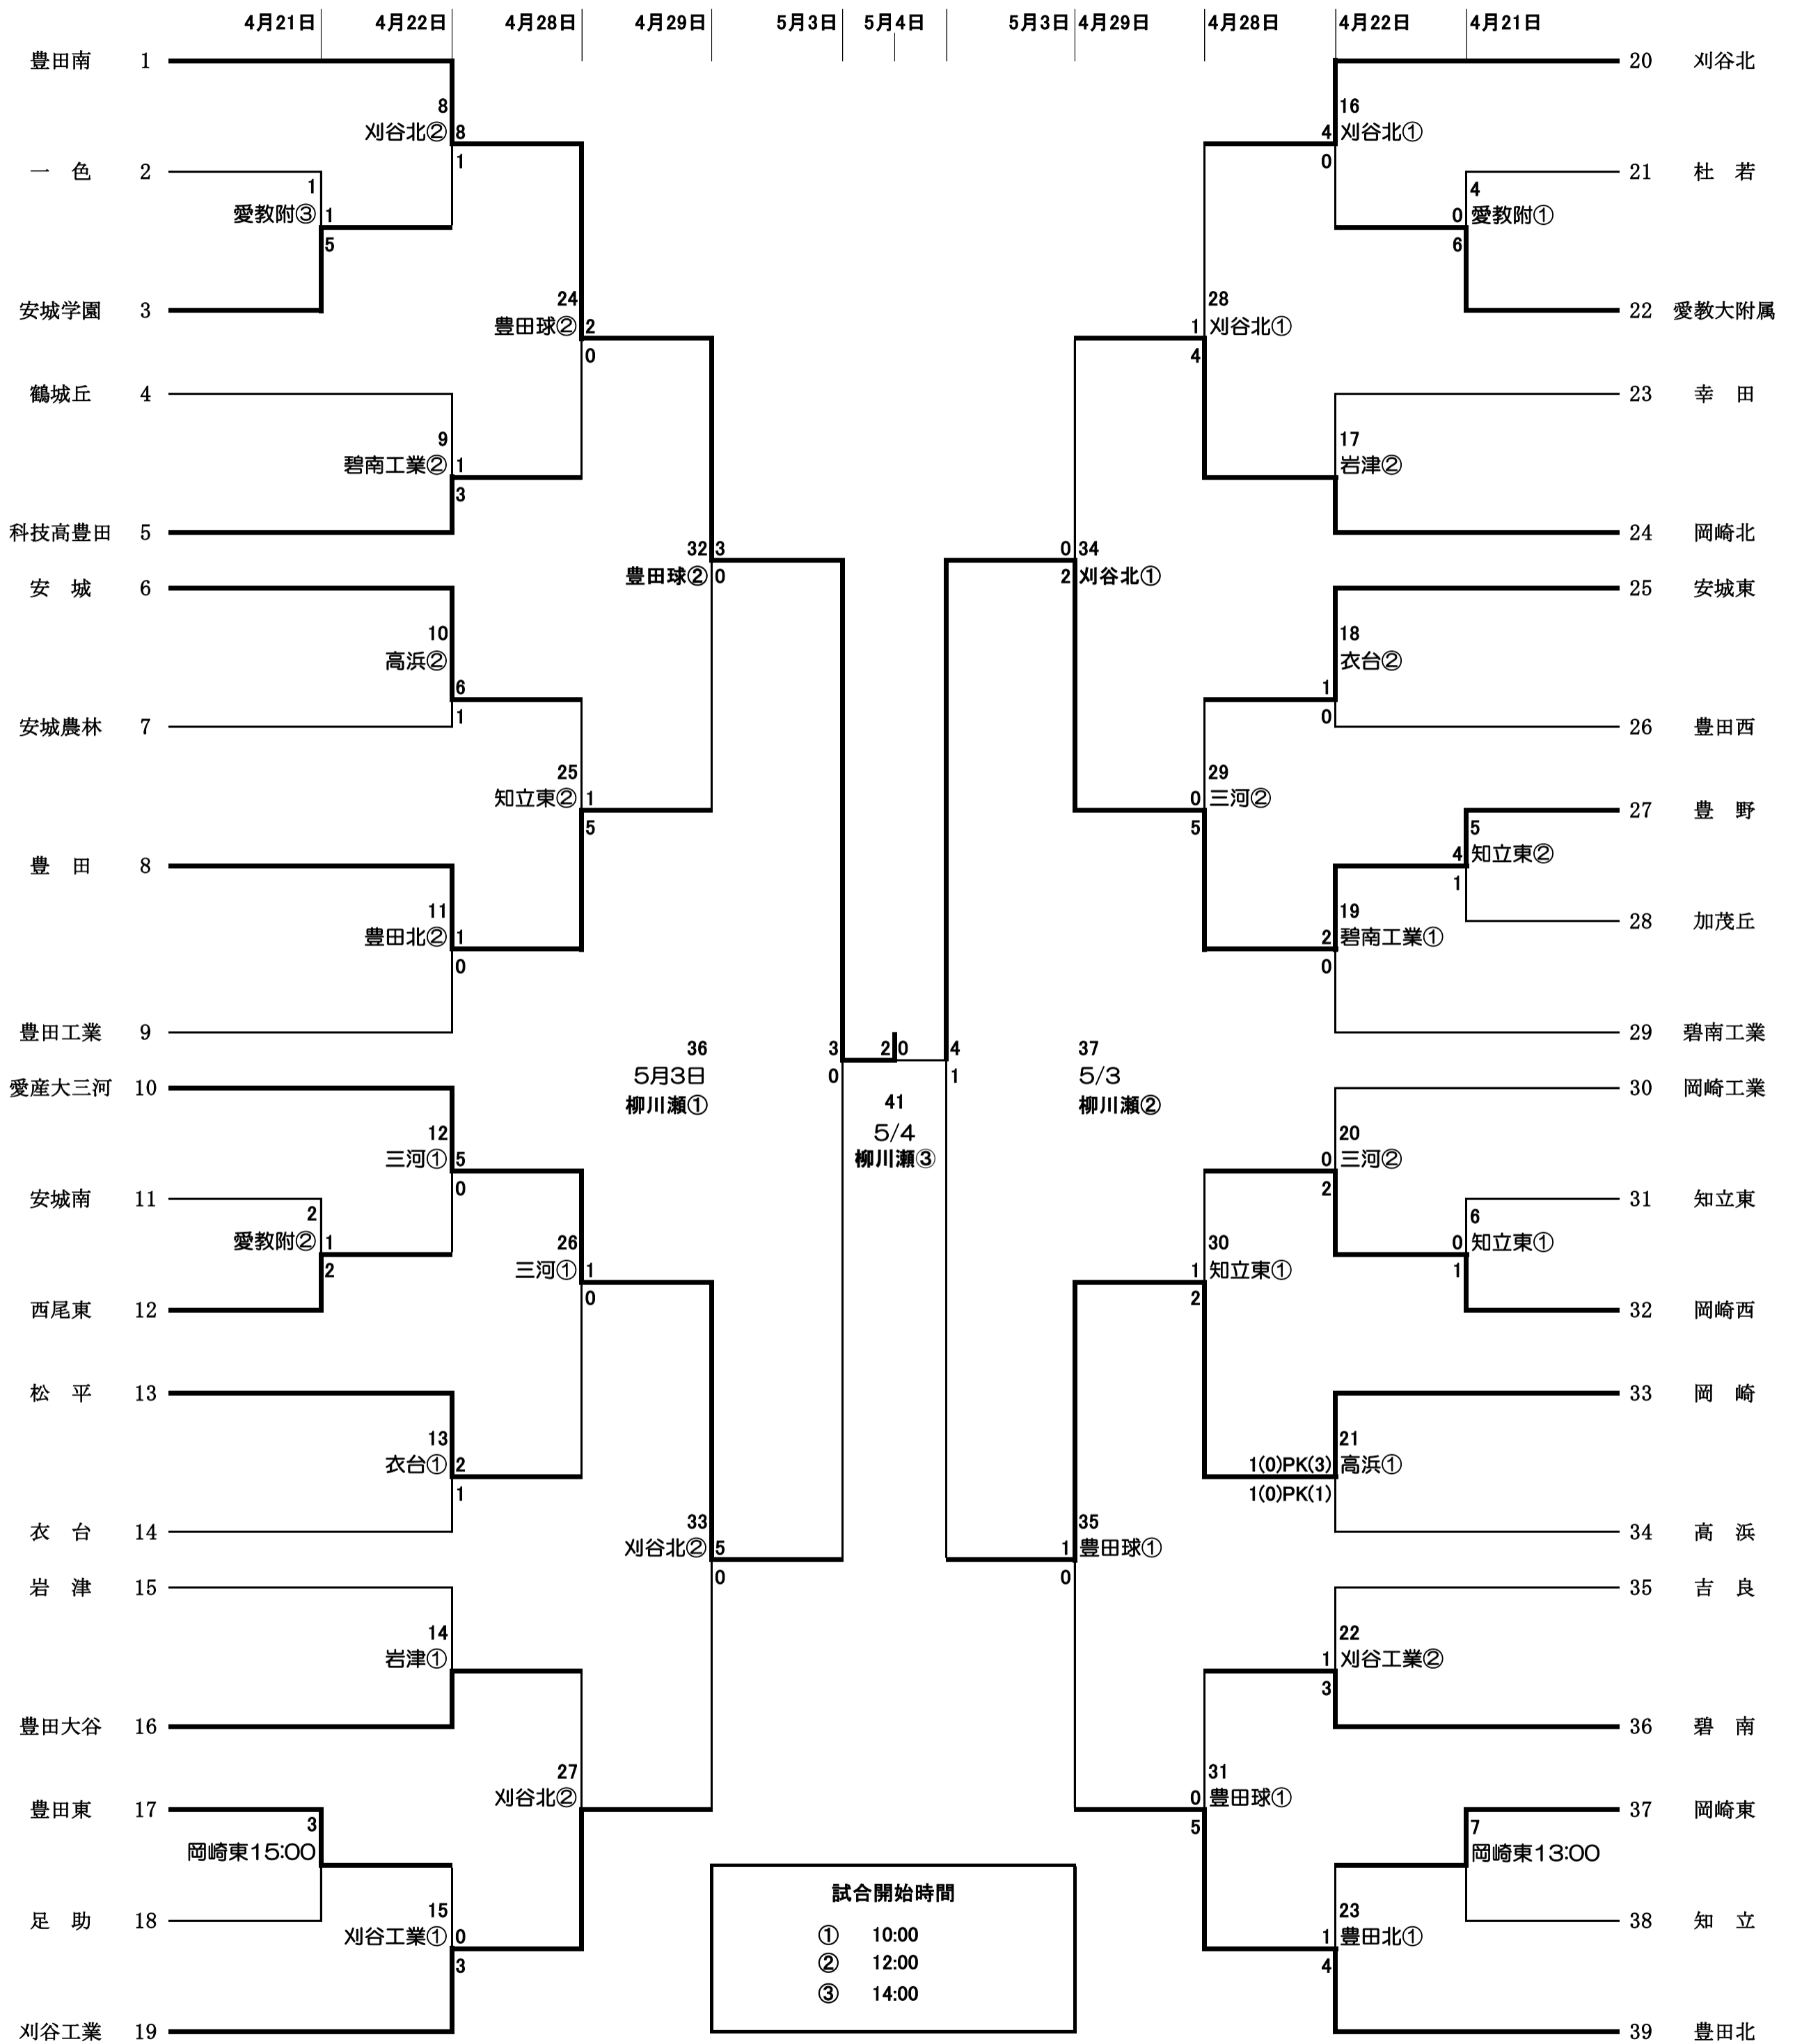 4月21日 4月22日 4月28日 4月29日 5月3日 5月4日 5月3日 4月29日 4月28日 4月22日 4月21日
豊田南 1
8
刈谷北② 8
1
一 色 2
1
愛教附③ 1
5
安城学園 3
24
豊田球② 2
0
鶴城丘 4
9
碧南工業② 1
3
科技高豊田 5
32 3
豊田球② 0
安 城 6
10
高浜②
6
1
安城農林 7
25
知立東② 1
5
豊 田 8
11
豊田北② 1
0
豊田工業 9
36 3
5月3日 0
柳川瀬①
愛産大三河 10
12
三河① 5
0
安城南 11
2
愛教附② 1
2
西尾東 12
26
三河① 1
0
松 平 13
13
衣台① 2
1
衣 台 14
33
刈谷北② 5
0
岩 津 15
14
岩津①
豊田大谷 16
27
刈谷北②
豊田東 17
3
岡崎東15:00
足 助 18
15
刈谷工業① 0
3
刈谷工業 19
2 0
41
5/4
柳川瀬③
試合開始時間
① 10:00
② 12:00
③ 14:00
20 刈谷北
16
4 刈谷北①
0
21 杜 若
4
0 愛教附①
6
22 愛教大附属
28
1 刈谷北①
4
23 幸 田
17
岩津②
24 岡崎北
0 34
2 刈谷北①
25 安城東
18
衣台②
1
0
26 豊田西
29
0 三河②
5
27 豊 野
5
4 知立東②
1
28 加茂丘
19
2 碧南工業①
0
29 碧南工業
4 37
1 5/3
柳川瀬②
30 岡崎工業
20
0 三河②
2
31 知立東
6
0 知立東①
1
32 岡崎西
30
1 知立東①
2
33 岡 崎
21
1(0)PK(3) 高浜①
1(0)PK(1)
34 高 浜
35
1 豊田球①
0
35 吉 良
22
1 刈谷工業②
3
36 碧 南
31
0 豊田球①
5
37 岡崎東
7
岡崎東13:00
38 知 立
23
1 豊田北①
4
39 豊田北